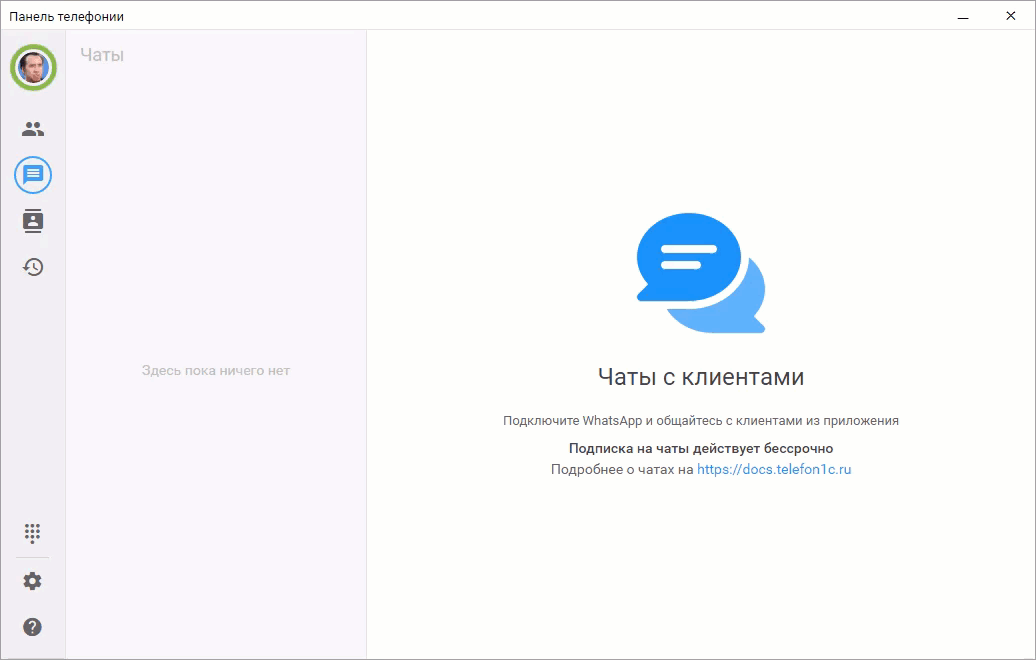 Панель телефонии
Чаты
Здесь пока ничего нет
Чаты с клиентами
Подключите WhatsApp и общайтесь с клиентами из приложения
Подписка на чаты действует бессрочно
Подробнее о чатах на https://docs.telefon1c.ru